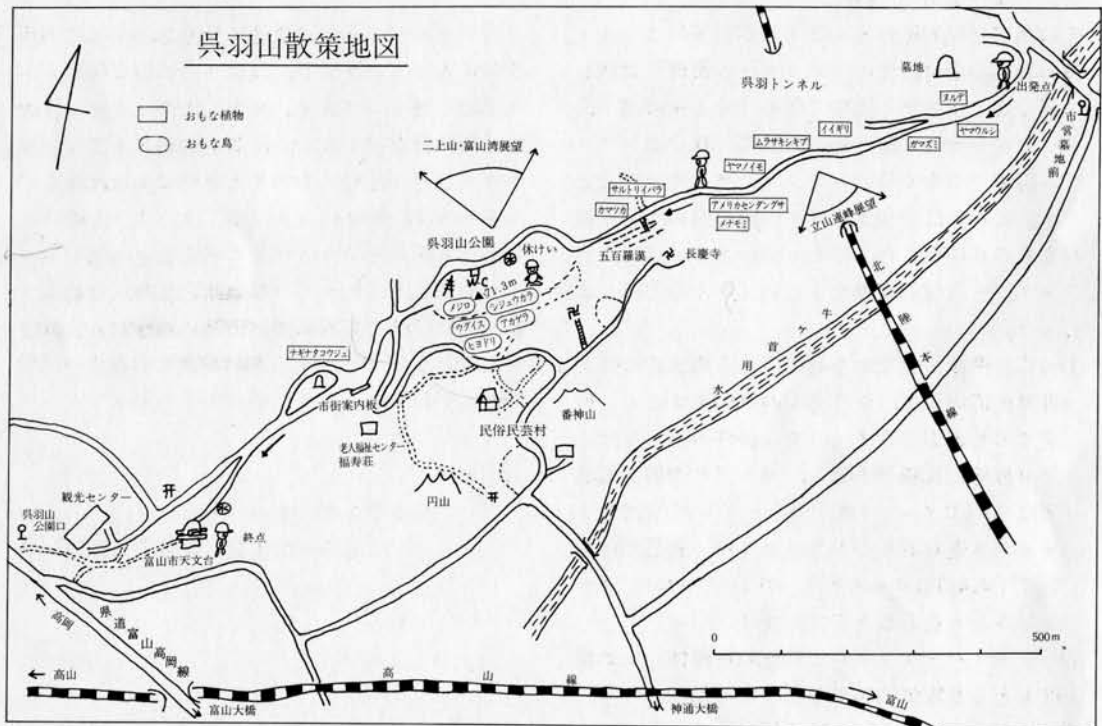 呉羽山散策地図
おもな植物
おもな鳥
呉羽トンネル
墓地
出発点
市営墓地前
ヌルデ
ヤマウルシ
ガマズミ
イイギリ
ムラサキシキブ
ヤマノイモ
サルトリイバラ
カマツカ
アメリカセンダングサ
メナモミ
二上山・富山湾展望
立山連峰展望
呉羽山公園
休けい
五百羅漢
長慶寺
WC
メジロ
シジュウカラ
ウグイス
アカゲラ
ヒヨドリ
ナギナタコウジュ
市街案内板
老人福祉センター
福寿荘
民俗民芸村
番神山
円山
牛ヶ首用水
北陸本線
観光センター
呉羽山
公園口
富山市天文台
終点
県道富山高岡線
高岡
高山
高山線
富山大橋
神通大橋
富山
0
500m